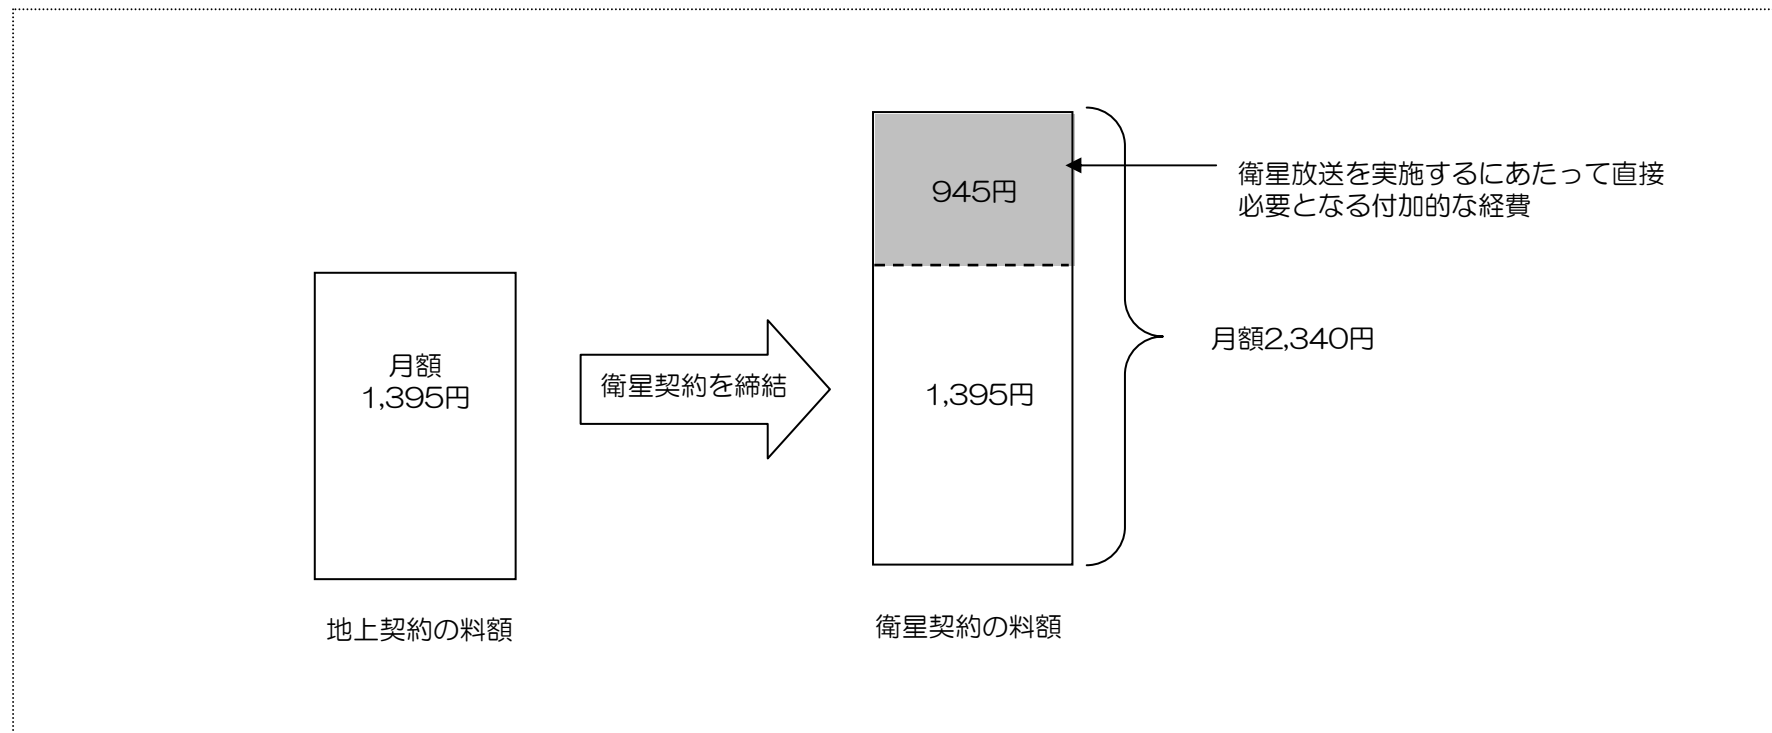 945円
衛星放送を実施するにあたって直接
必要となる付加的な経費
月額
1,395円
衛星契約を締結
1,395円
月額2,340円
地上契約の料額
衛星契約の料額